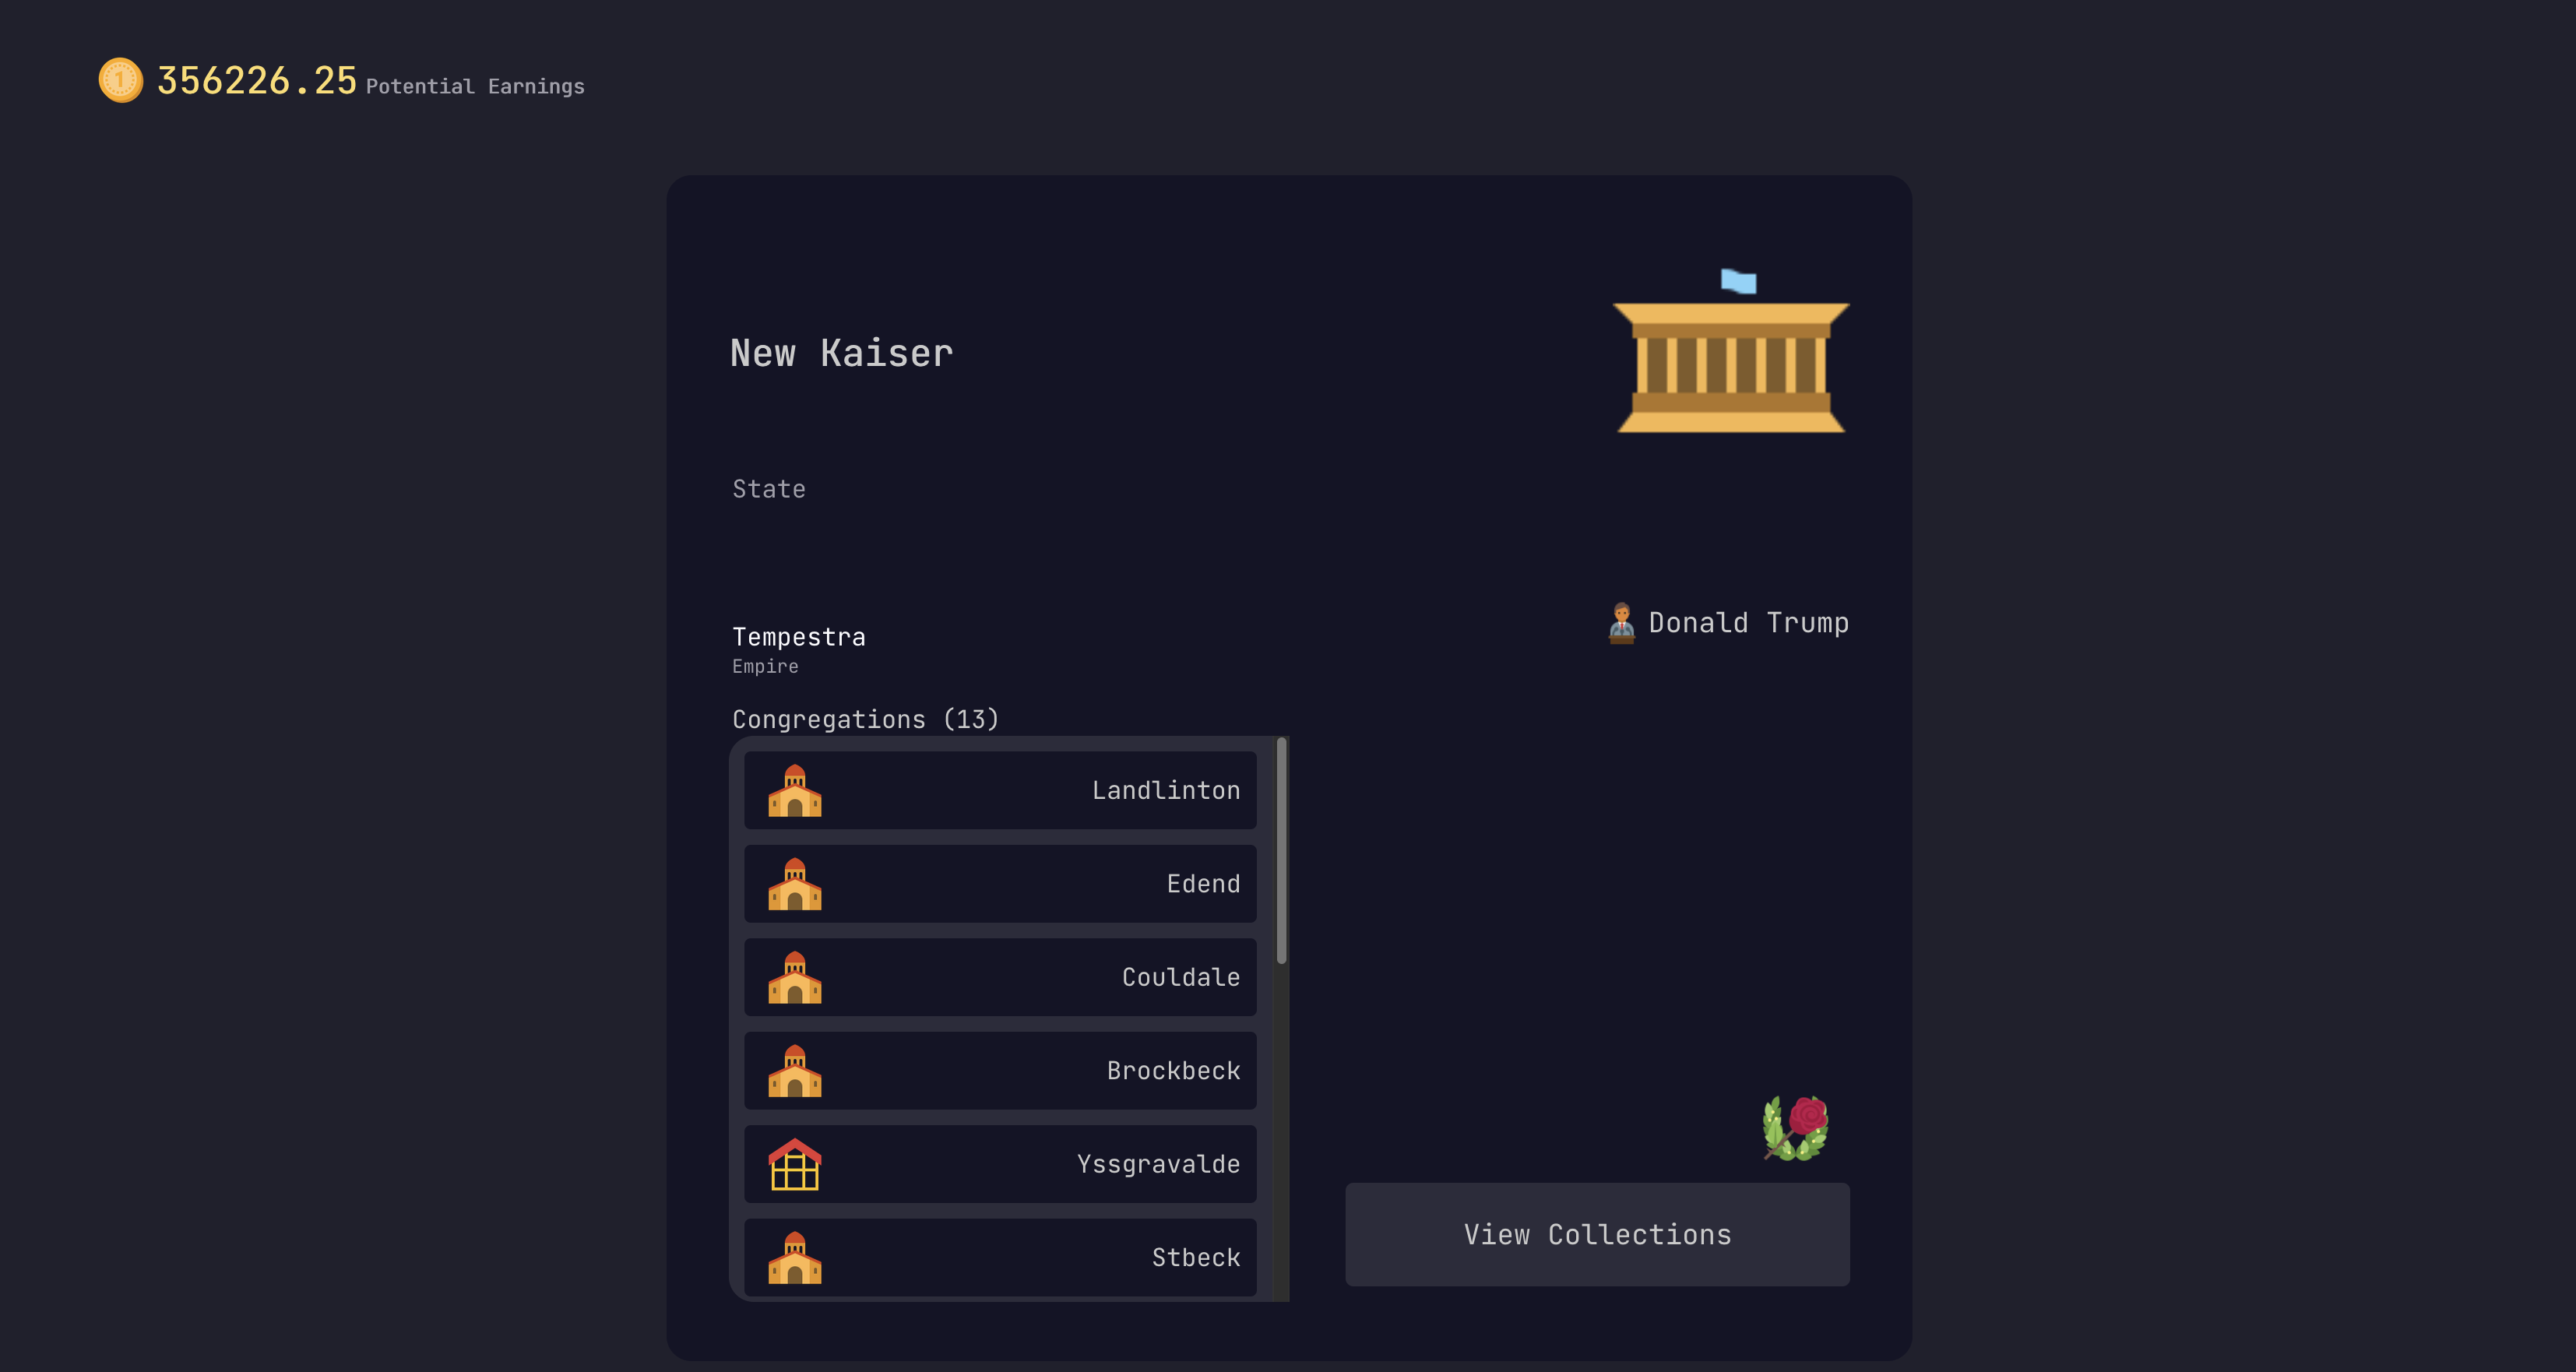 1
356226.25 Potential Earnings
New Kaiser
State
Donald Trump
Tempestra
Empire
Congregations (13)
Landlinton
Edend
Couldale
Brockbeck
Yssgravalde
Stbeck
View Collections